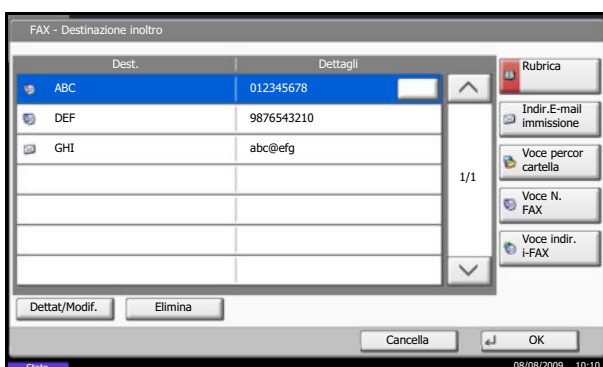 FAX - Destinazione inoltro
Dest. Dettagli
ABC 012345678
DEF 9876543210
GHI abc@efg
1/1
Rubrica
Indir.E-mail
immissione
Voce percor
cartella
Voce N.
FAX
Voce indir.
i-FAX
Dettat/Modif. Elimina
Cancella OK
Stato 08/08/2009 10:10